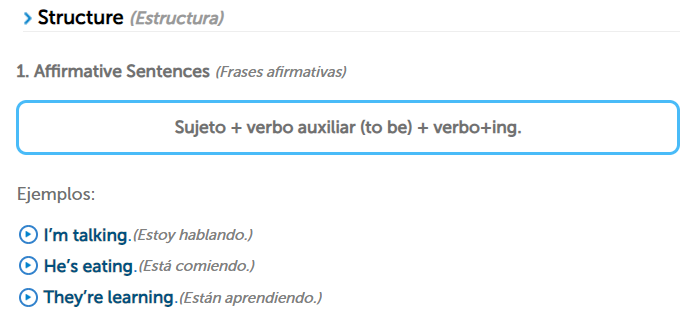 Structure (Estructura)
1. Affirmative Sentences (Frases afirmativas)
Sujeto + verbo auxiliar (to be) + verbo+ing.
Ejemplos:
I’m talking.(Estoy hablando.)
He’s eating.(Está comiendo.)
They’re learning.(Están aprendiendo.)